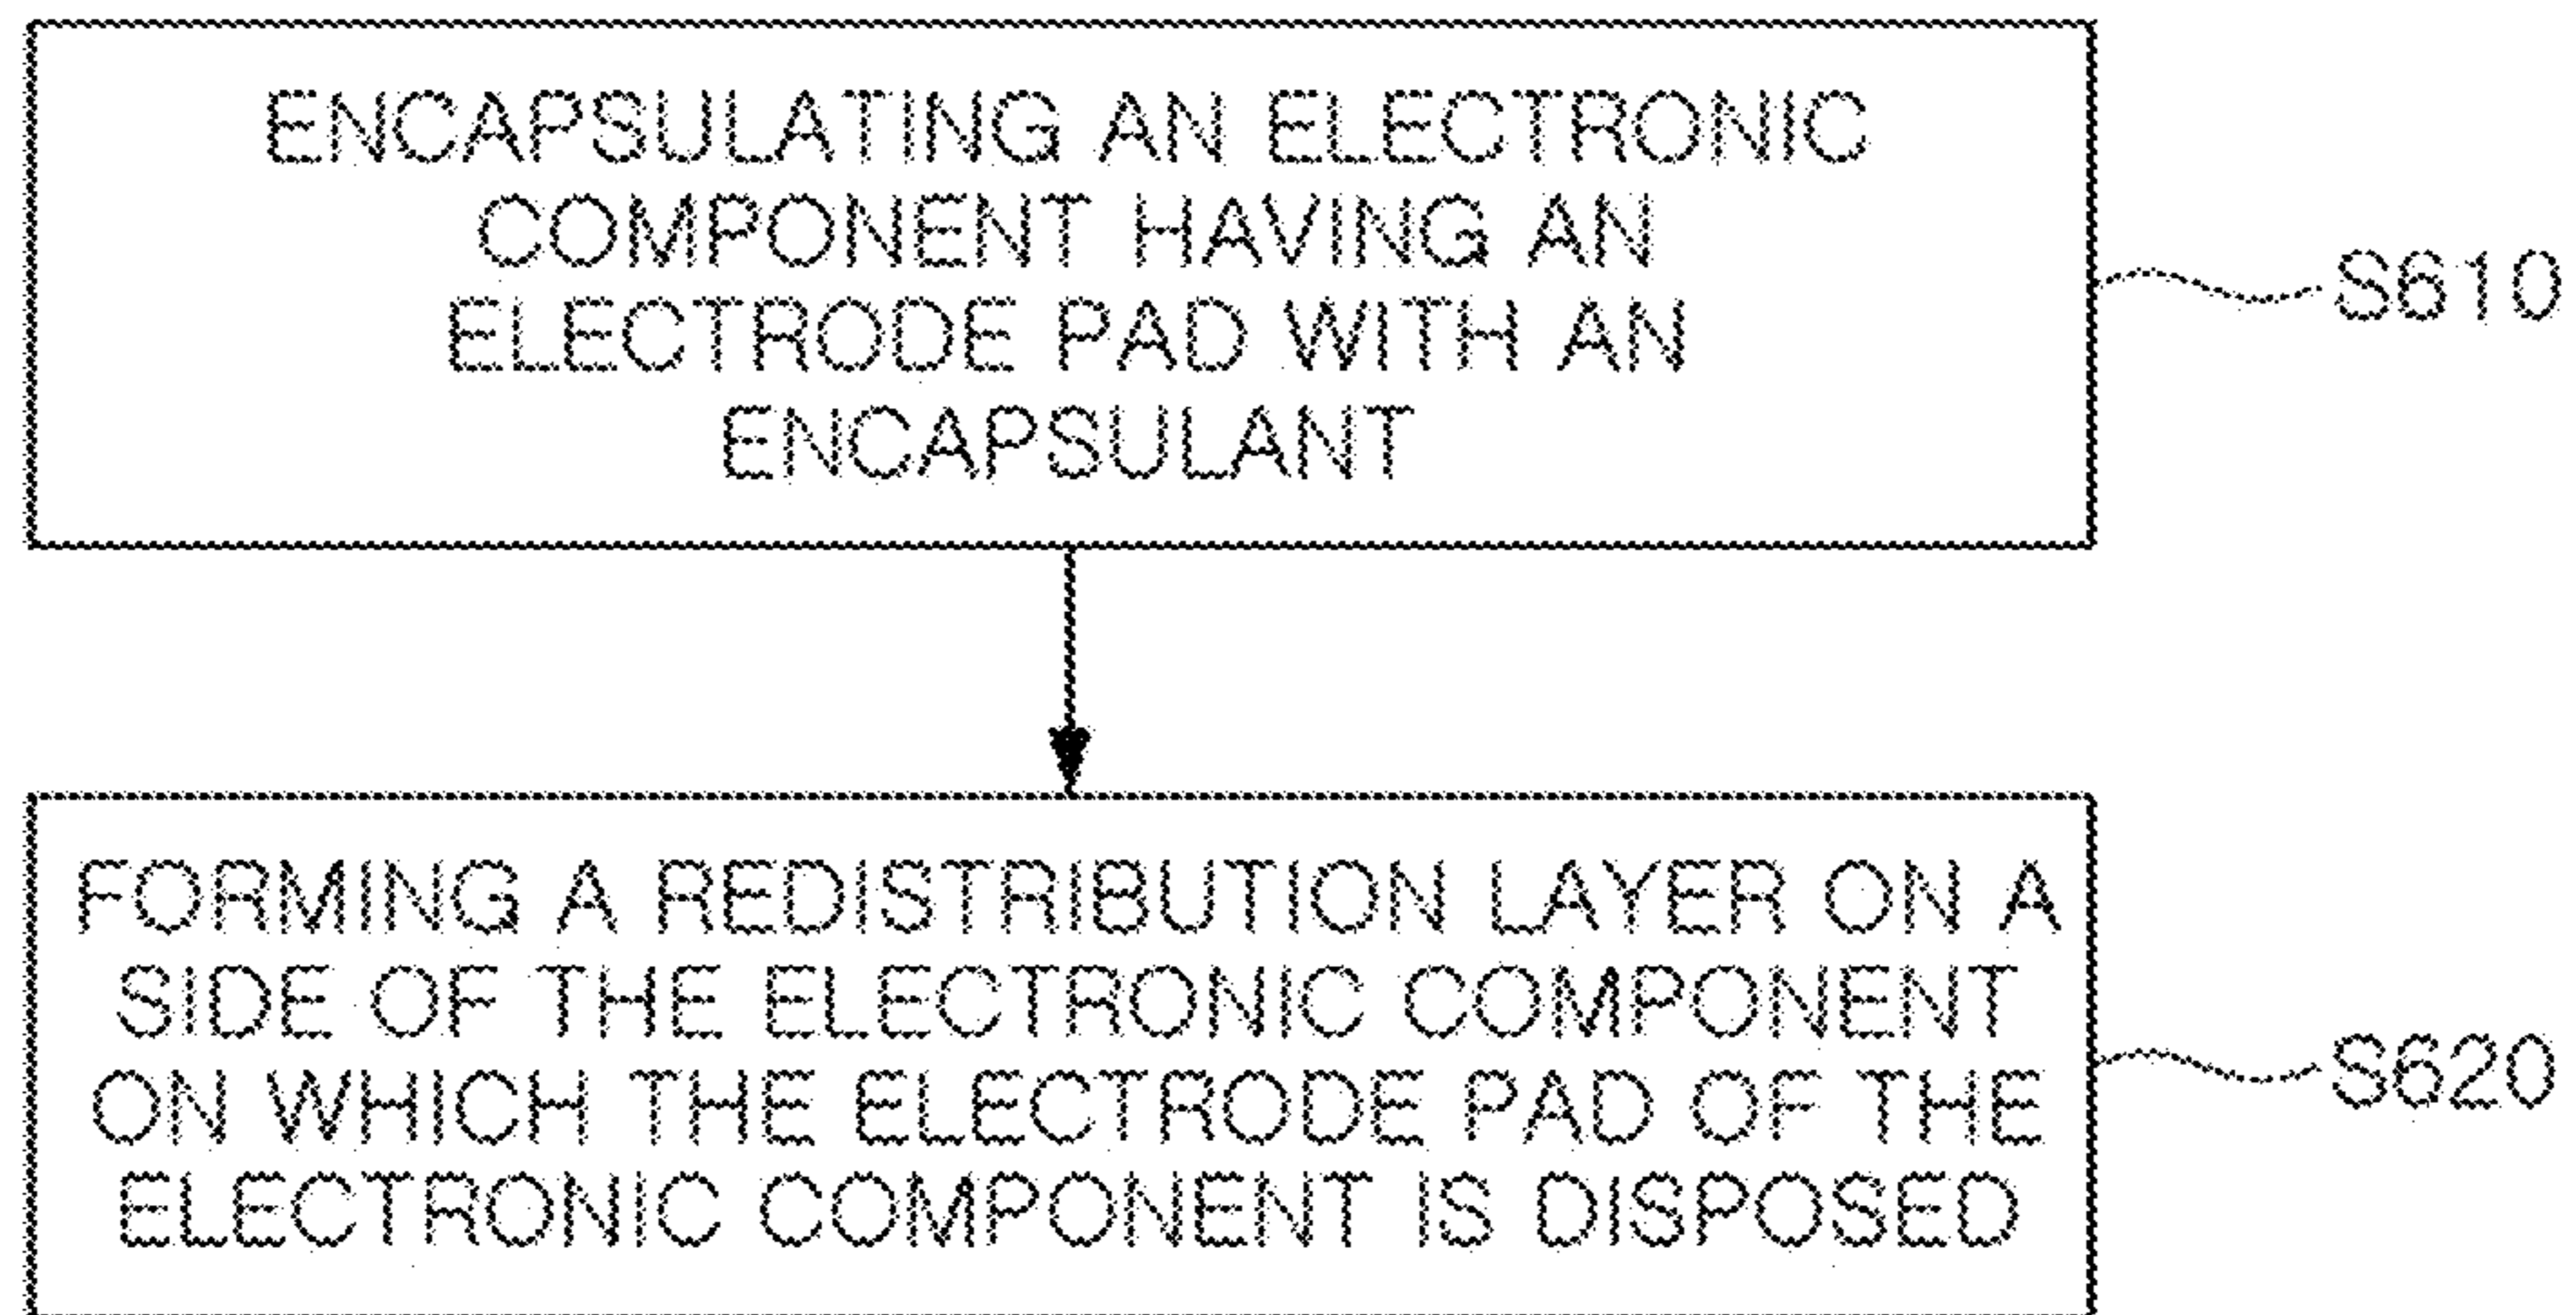 ENCAPSULATING AN ELECTRONIC
COMPONENT HAVING AN
ELECTRODE PAD WITH AN
ENCAPSULANT
S610
FORMING A REDISTRIBUTION LAYER ON A
SIDE OF THE ELECTRONIC COMPONENT
ON WHICH THE ELECTRODE PAD OF THE
ELECTRONIC COMPONENT IS DISPOSED
S620